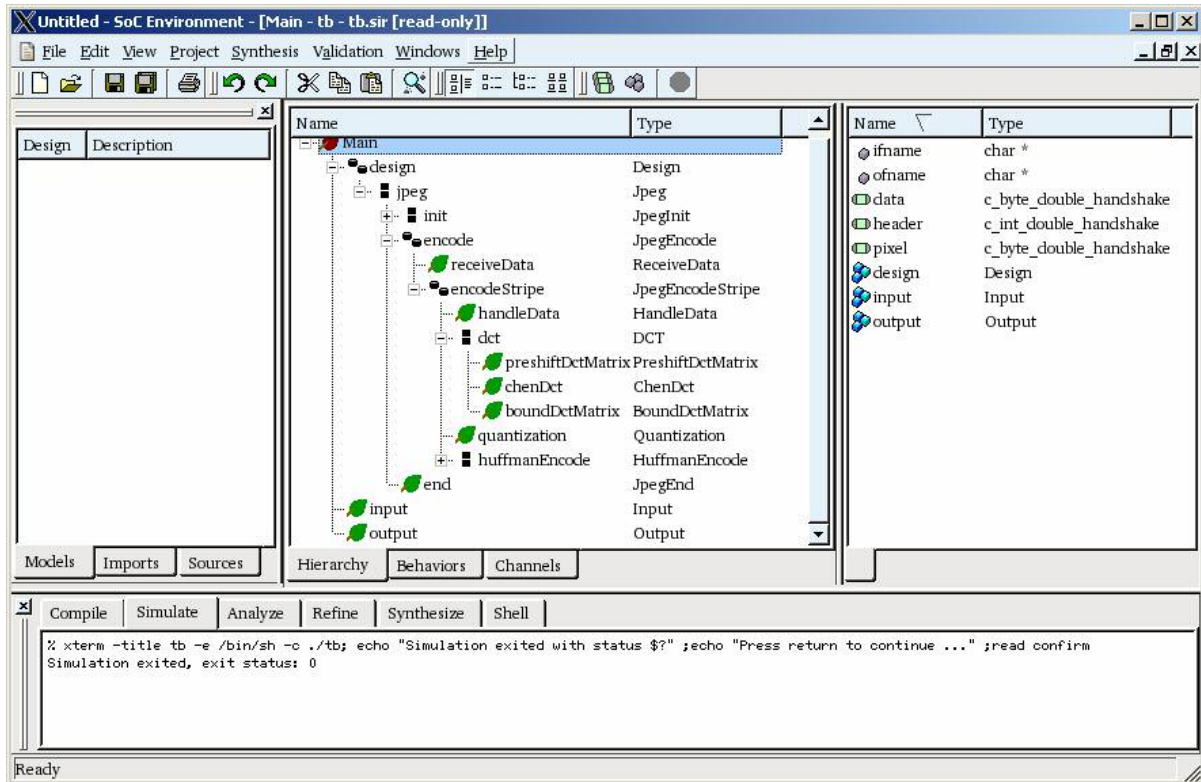 Untitled - SoC Environment - [Main - tb - tb.sir [read-only]]
File Edit View Project Synthesis Validation Windows Help
Design Description
Name Type
Main
design Design
jpeg Jpeg
init JpegInit
encode JpegEncode
receiveData ReceiveData
encodeStripe JpegEncodeStripe
handleData HandleData
dct DCT
preshiftDctMatrix PreshiftDctMatrix
chenDct ChenDct
boundDctMatrix BoundDctMatrix
quantization Quantization
huffmanEncode HuffmanEncode
end JpegEnd
input Input
output Output
Name Type
ifname char *
ofname char *
data c_byte_double_handshake
header c_int_double_handshake
pixel c_byte_double_handshake
design Design
input Input
output Output
Models Imports Sources
Hierarchy Behaviors Channels
Compile Simulate Analyze Refine Synthesize Shell
% xterm -title tb -e /bin/sh -c ./tb; echo "Simulation exited with status $?" ;echo "Press return to continue ..." ;read confirm
Simulation exited, exit status: 0
Ready